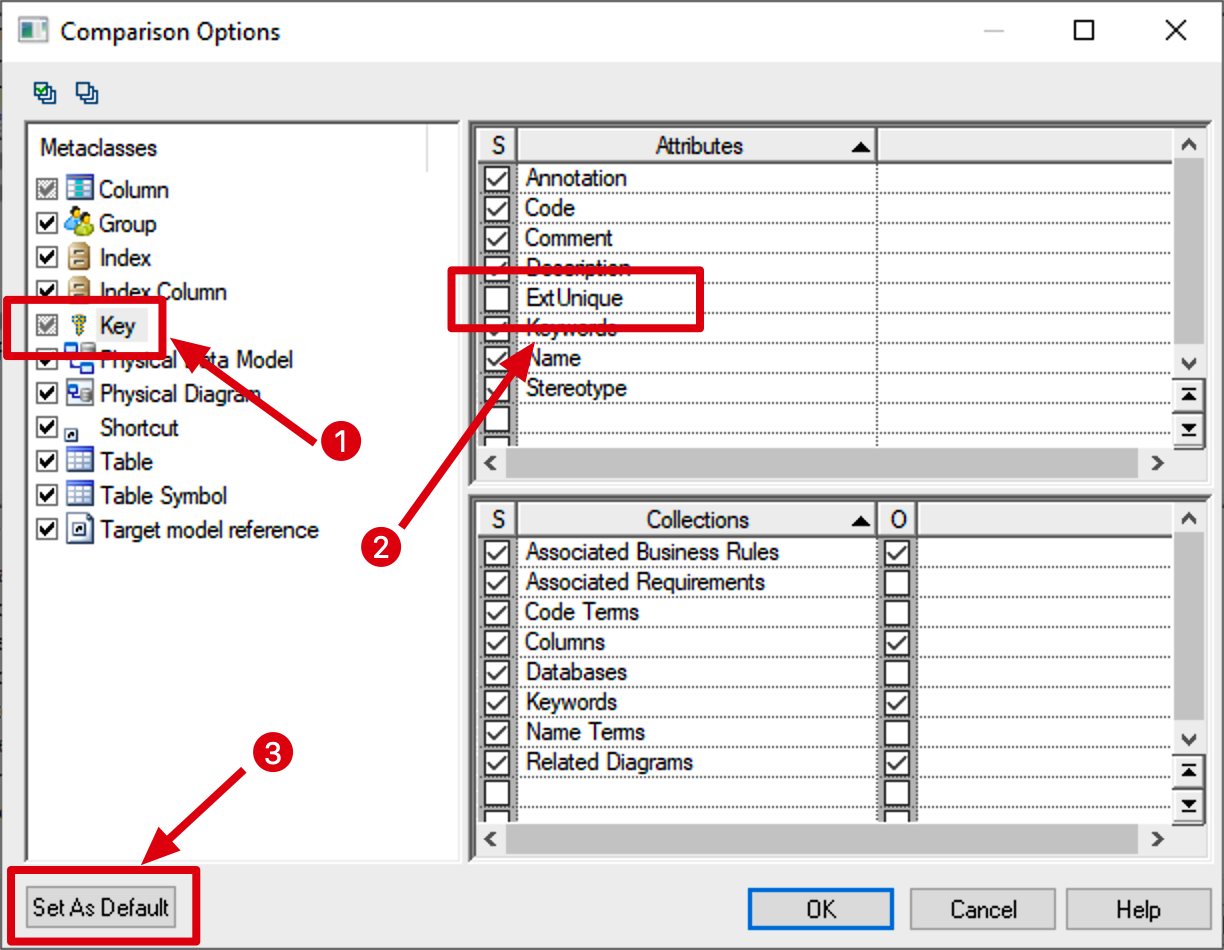 Comparison Options
Metaclasses
Column
Group
Index
Index Column
Key
Physical Data Model
Physical Diagram
Shortcut
Table
Table Symbol
Target model reference
S Attributes
Annotation
Code
Comment
Description
ExtUnique
Keywords
Name
Stereotype
1
2
S Collections O
Associated Business Rules
Associated Requirements
Code Terms
Columns
Databases
Keywords
Name Terms
Related Diagrams
3
Set As Default
OK
Cancel
Help